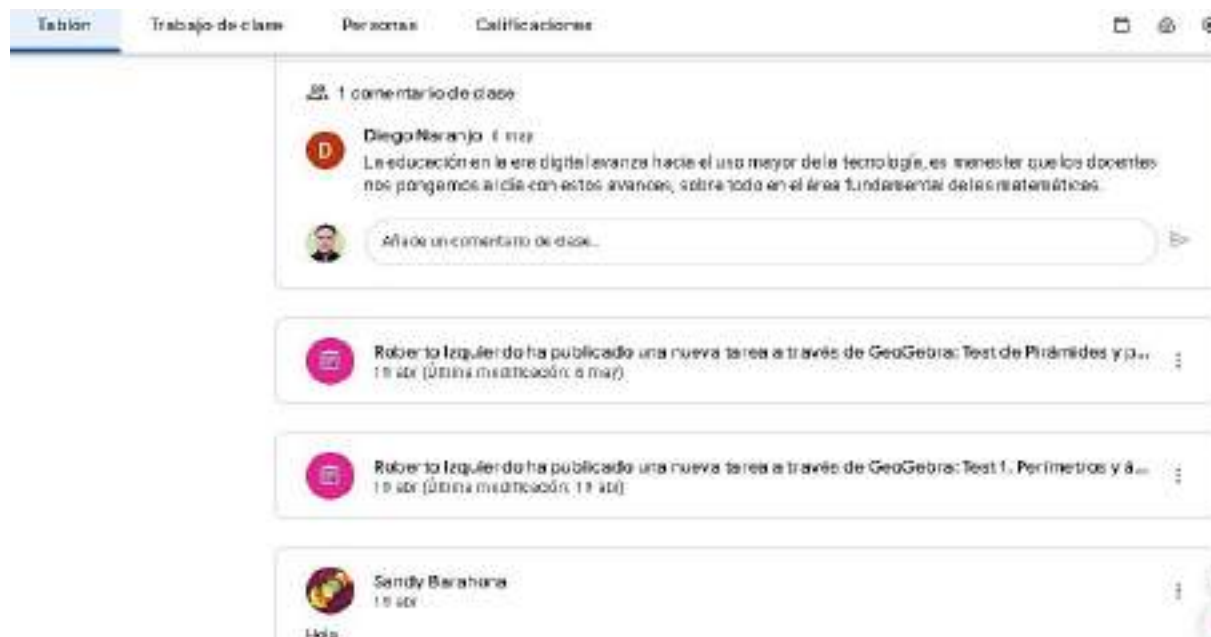 Tablón
Trabajo de clase
Personas
Calificaciones
1 comentario de clase
Diego Naranjo 6 may
La educación en la era digital avanza hacia el uso mayor de la tecnología, es menester que los docentes
nos pongamos al día con estos avances, sobre todo en el área fundamental de las matemáticas.
Añade un comentario de clase...
Roberto Izquierdo ha publicado una nueva tarea a través de GeoGebra: Test de Pirámides y p...
19 abr (Última modificación: 6 may)
Roberto Izquierdo ha publicado una nueva tarea a través de GeoGebra: Test 1. Perímetros y á...
19 abr (Última modificación: 19 abr)
Sandy Barahona
19 abr
Hola
D